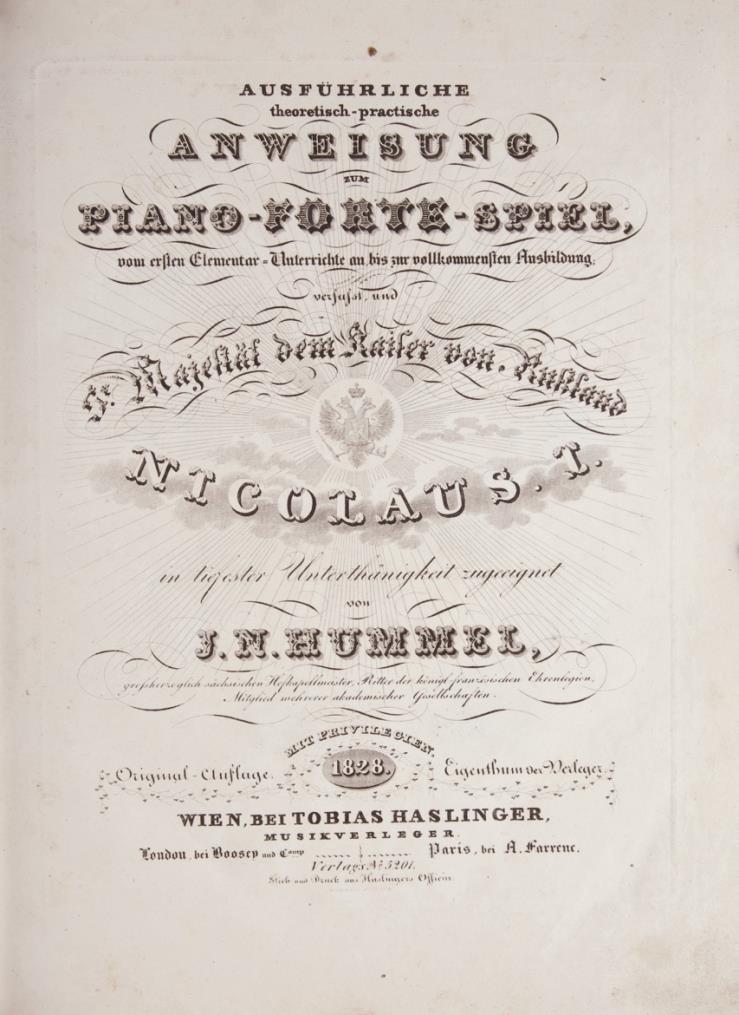 AUSFÜHRLICHE
theoretisch-practische
ANWEISUNG
ZUM
PIANO-FORTE-SPIEL,
vom ersten Elementar-Unterrichte an, bis zur vollkommensten Ausbildung;
verfasst, und
Sr. Majestät dem Kaiser von Rußland
NICOLAUS. I.
in tiefester Unterthänigkeit zugeeignet
von
J. N. HUMMEL,
großherzoglich sächsischen Hofkapellmeister, Ritter der königl. französischen Ehrenlegion,
Mitglied mehrerer akademischer Gesellschaften.
MIT PRIVILEGIEN.
Original-Auflage. 1828. Eigenthum der Verleger.
WIEN, BEI TOBIAS HASLINGER,
MUSIKVERLEGER.
London, bei Boosey und Comp Paris, bei A. Farrenc.
Verlags No. 5201.
Stich und Druck aus Haslingers Officin.